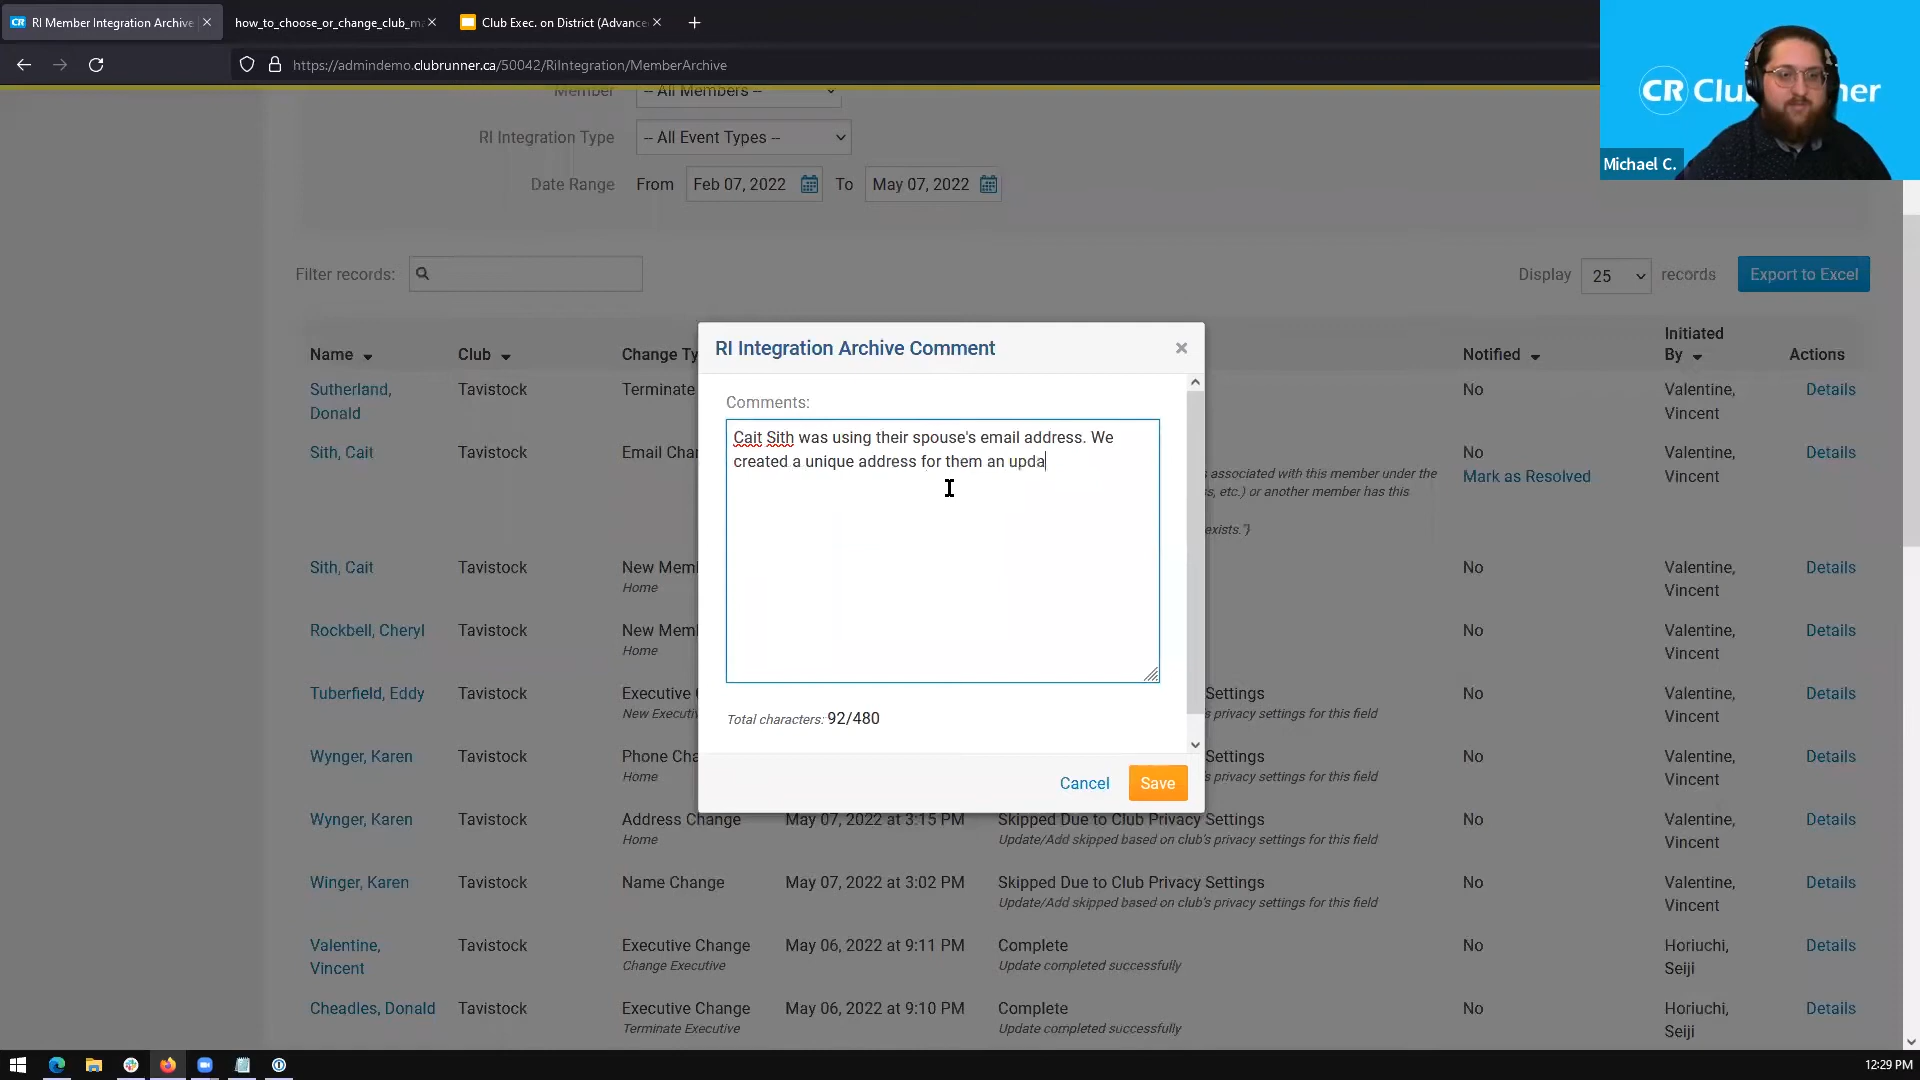 RI Member Integration Archive
how_to_choose_or_change_club_m
Club Exec. on District (Advance
https://admindemo.clubrunner.ca/50042/RiIntegration/MemberArchive
CR Clu ner
Michael C.
Member -- All Members --
RI Integration Type -- All Event Types --
Date Range From Feb 07, 2022 To May 07, 2022
Filter records: Display 25 records Export to Excel
Name Club Change Ty Notified Initiated By Actions
Sutherland, Donald Tavistock Terminate No Valentine, Vincent Details
Sith, Cait Tavistock Email Chan No Valentine, Vincent Details
s associated with this member under the Mark as Resolved
s, etc.) or another member has this
exists."}
Sith, Cait Tavistock New Mem No Valentine, Vincent Details
Home
Rockbell, Cheryl Tavistock New Mem No Valentine, Vincent Details
Home
Tuberfield, Eddy Tavistock Executive Settings No Valentine, Vincent Details
New Executiv s privacy settings for this field
Wynger, Karen Tavistock Phone Cha Settings No Valentine, Vincent Details
Home s privacy settings for this field
Wynger, Karen Tavistock Address Change May 07, 2022 at 3:15 PM Skipped Due to Club Privacy Settings No Valentine, Vincent Details
Home Update/Add skipped based on club's privacy settings for this field
Winger, Karen Tavistock Name Change May 07, 2022 at 3:02 PM Skipped Due to Club Privacy Settings No Valentine, Vincent Details
Update/Add skipped based on club's privacy settings for this field
Valentine, Vincent Tavistock Executive Change May 06, 2022 at 9:11 PM Complete No Horiuchi, Seiji Details
Change Executive Update completed successfully
Cheadles, Donald Tavistock Executive Change May 06, 2022 at 9:10 PM Complete No Horiuchi, Seiji Details
Terminate Executive Update completed successfully
RI Integration Archive Comment
Comments:
Cait Sith was using their spouse's email address. We
created a unique address for them an upda
Total characters: 92/480
Cancel Save
12:29 PM